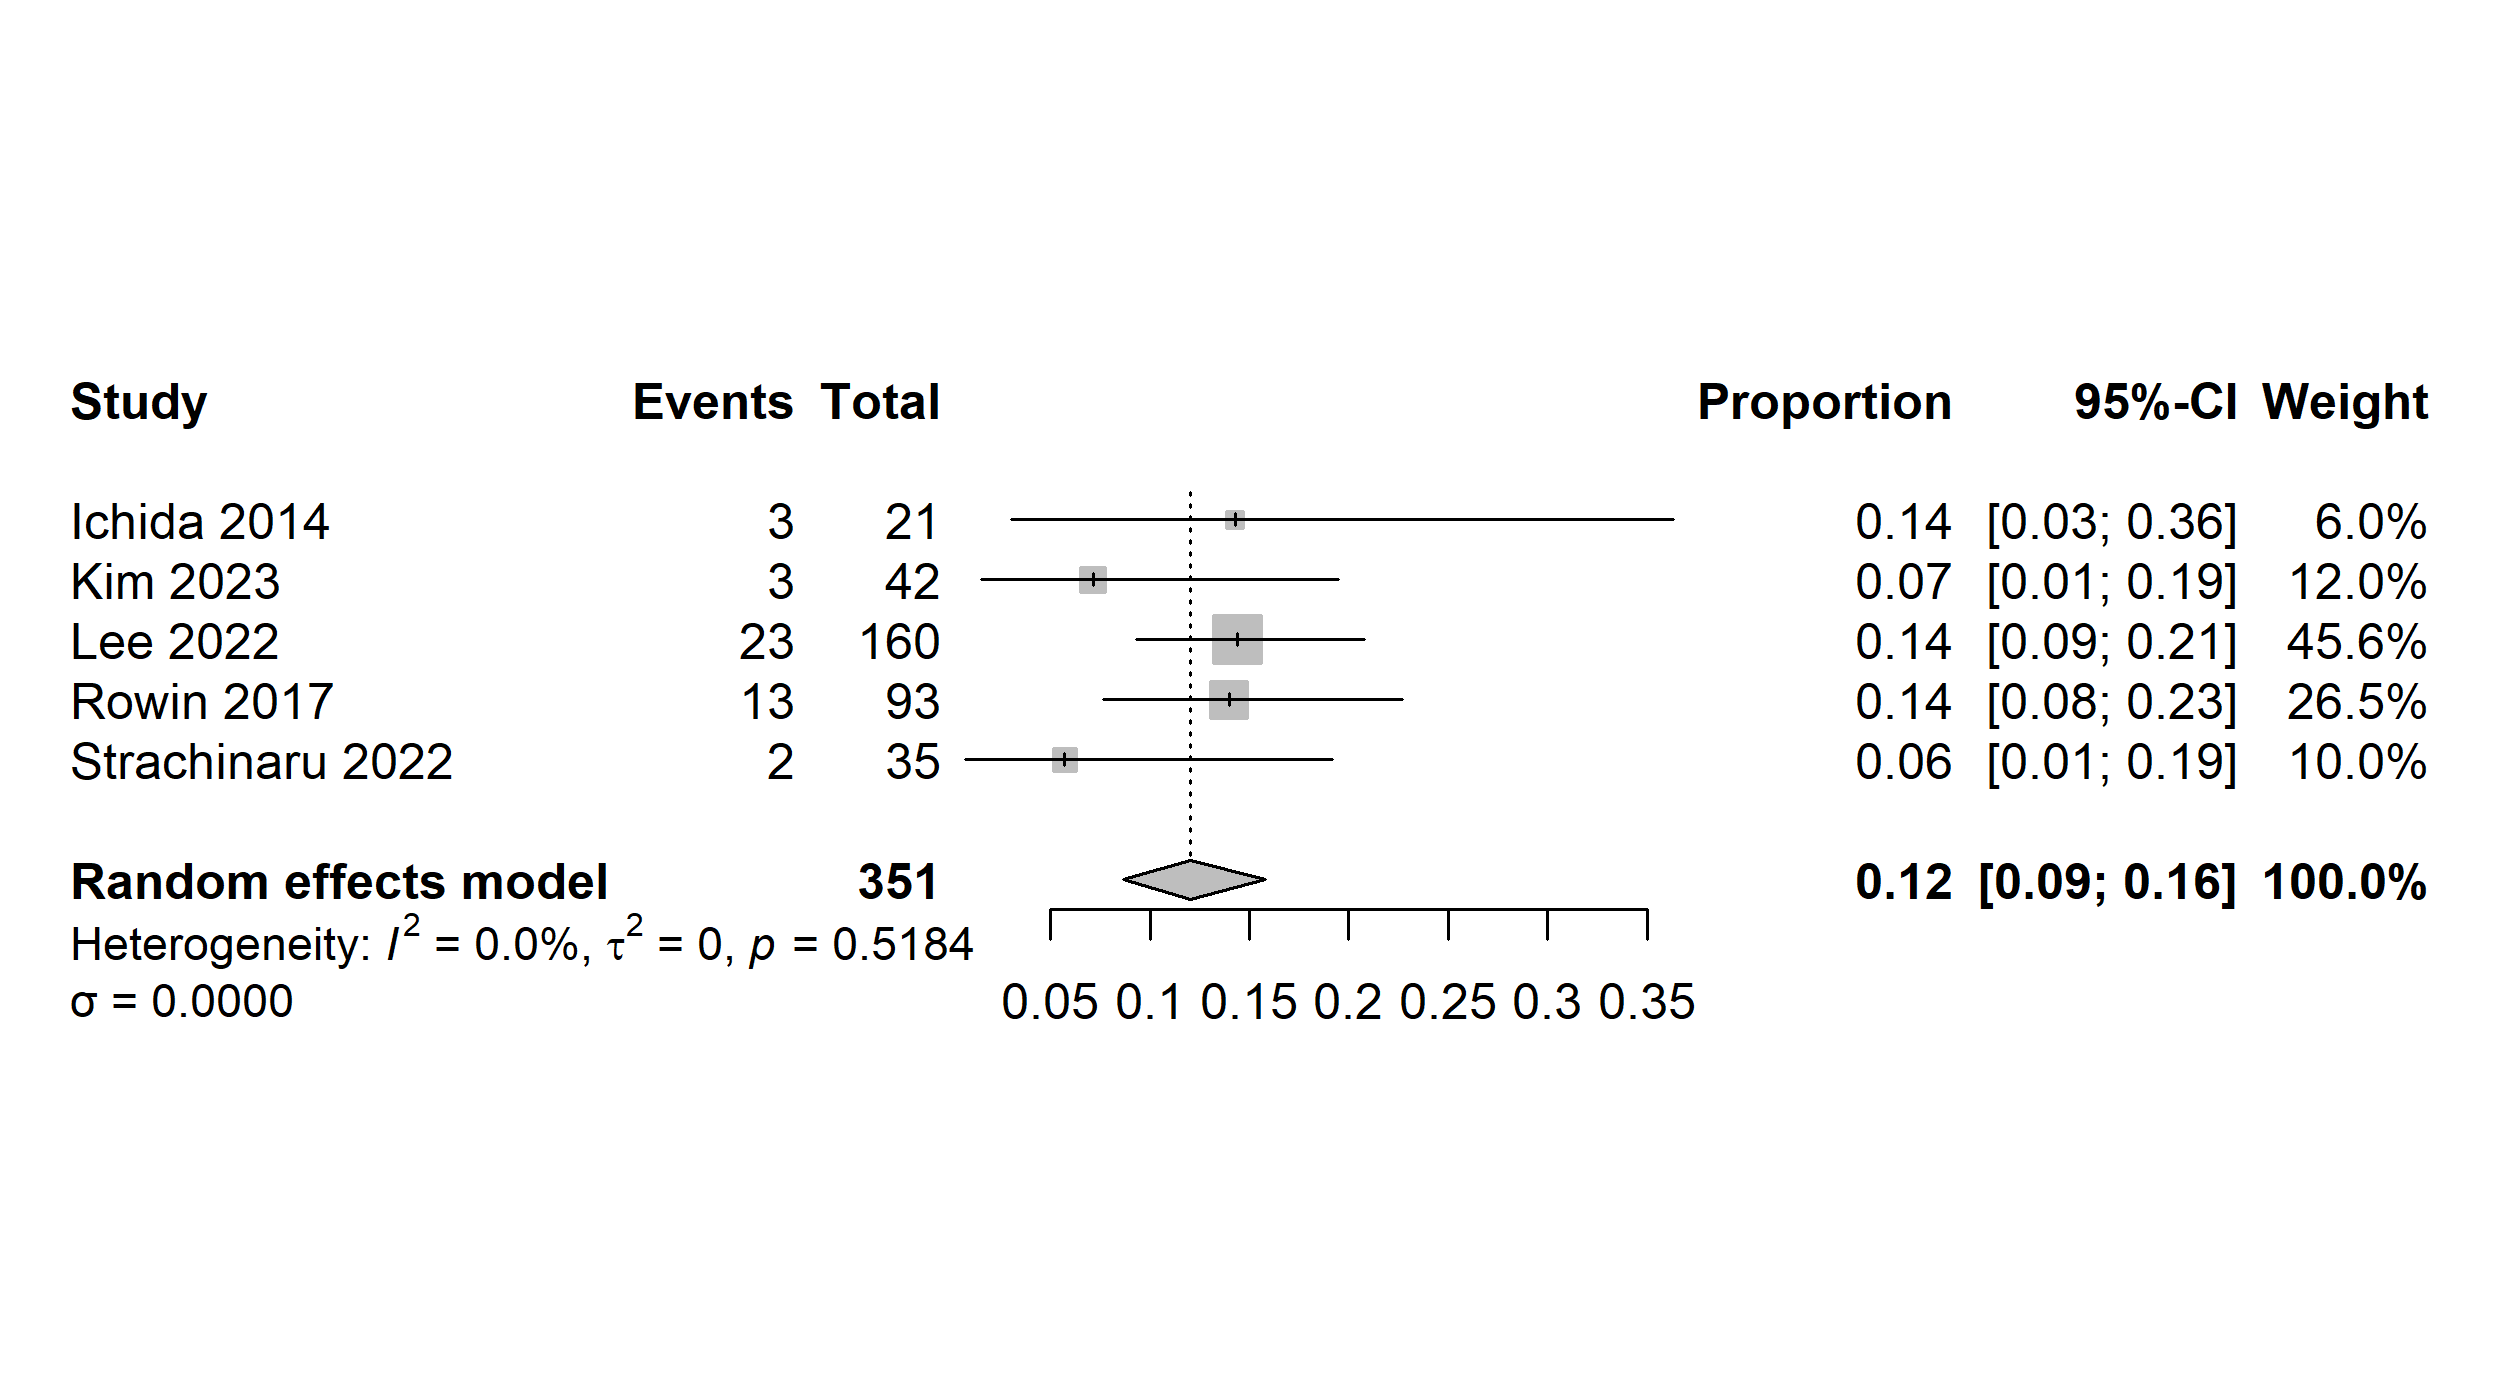 Study Events Total Proportion 95%-CI Weight
Ichida 2014 3 21 0.14 [0.03; 0.36] 6.0%
Kim 2023 3 42 0.07 [0.01; 0.19] 12.0%
Lee 2022 23 160 0.14 [0.09; 0.21] 45.6%
Rowin 2017 13 93 0.14 [0.08; 0.23] 26.5%
Strachinaru 2022 2 35 0.06 [0.01; 0.19] 10.0%
Random effects model 351 0.12 [0.09; 0.16] 100.0%
Heterogeneity: I² = 0.0%, τ² = 0, p = 0.5184
σ = 0.0000 0.05 0.1 0.15 0.2 0.25 0.3 0.35